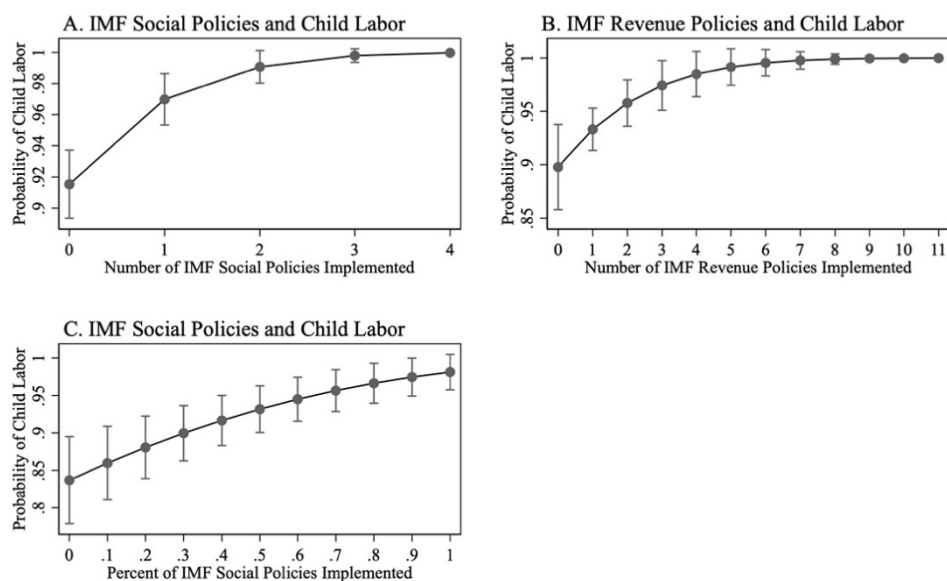 A. IMF Social Policies and Child Labor
Probability of Child Labor
1
.98
.96
.94
.92
.9
0 1 2 3 4
Number of IMF Social Policies Implemented
B. IMF Revenue Policies and Child Labor
Probability of Child Labor
1
.95
.9
.85
0 1 2 3 4 5 6 7 8 9 10 11
Number of IMF Revenue Policies Implemented
C. IMF Social Policies and Child Labor
Probability of Child Labor
1
.95
.9
.85
.8
0 .1 .2 .3 .4 .5 .6 .7 .8 .9 1
Percent of IMF Social Policies Implemented